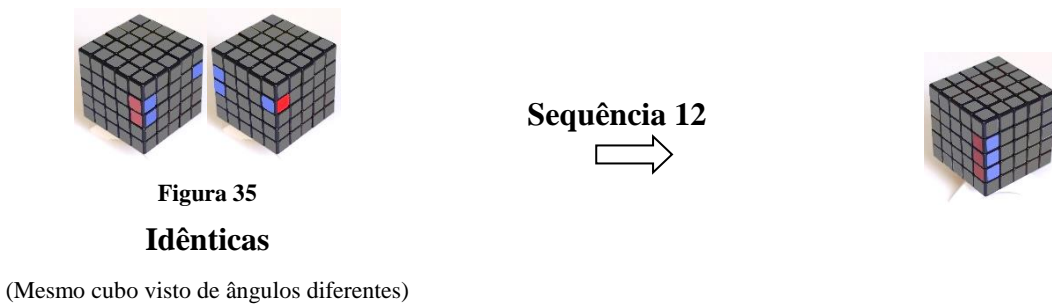 Sequência 12
Figura 35
Idênticas
(Mesmo cubo visto de ângulos diferentes)